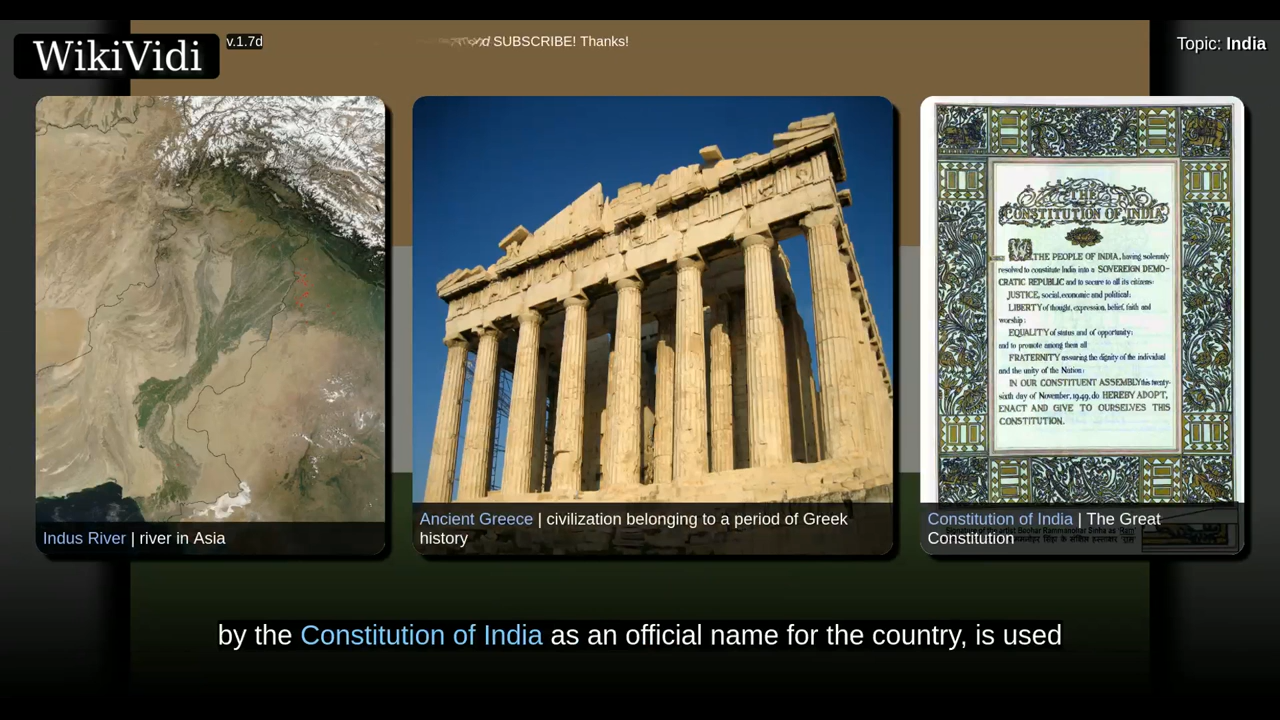 WikiVidi
v.1.7d
SUBSCRIBE! Thanks!
Topic: India
CONSTITUTION OF INDIA
WE, THE PEOPLE OF INDIA, having solemnly
resolved to constitute India into a SOVEREIGN DEMO-
CRATIC REPUBLIC and to secure to all its citizens:
JUSTICE, social, economic and political;
LIBERTY of thought, expression, belief, faith and
worship;
EQUALITY of status and of opportunity;
and to promote among them all
FRATERNITY assuring the dignity of the individual
and the unity of the Nation;
IN OUR CONSTITUENT ASSEMBLY this twenty-
sixth day of November, 1949, do HEREBY ADOPT,
ENACT AND GIVE TO OURSELVES THIS
CONSTITUTION.
Indus River | river in Asia
Ancient Greece | civilization belonging to a period of Greek
history
Constitution of India | The Great
Constitution
by the Constitution of India as an official name for the country, is used